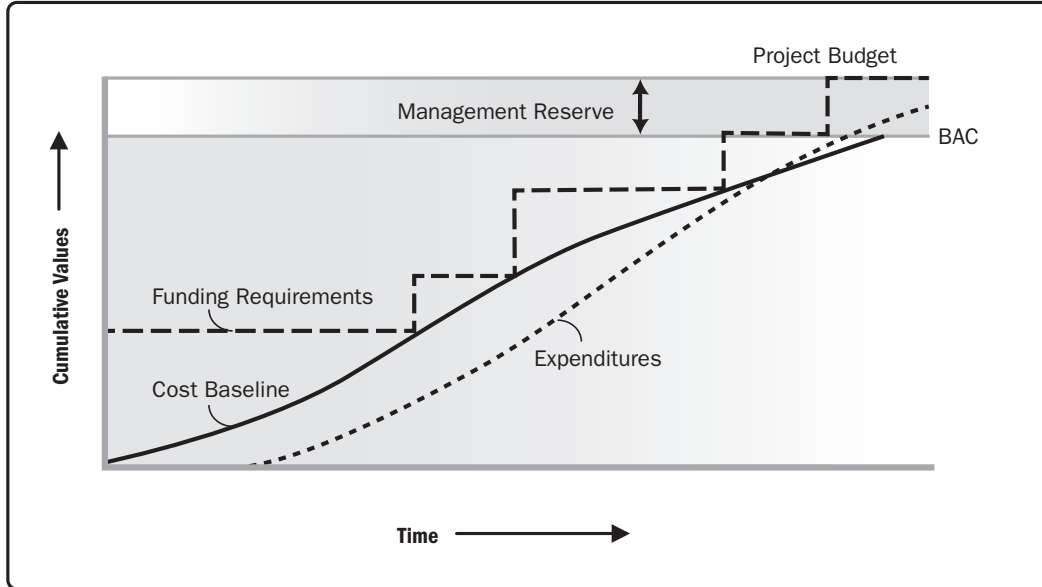 Project Budget
Management Reserve
BAC
Cumulative Values
Funding Requirements
Expenditures
Cost Baseline
Time